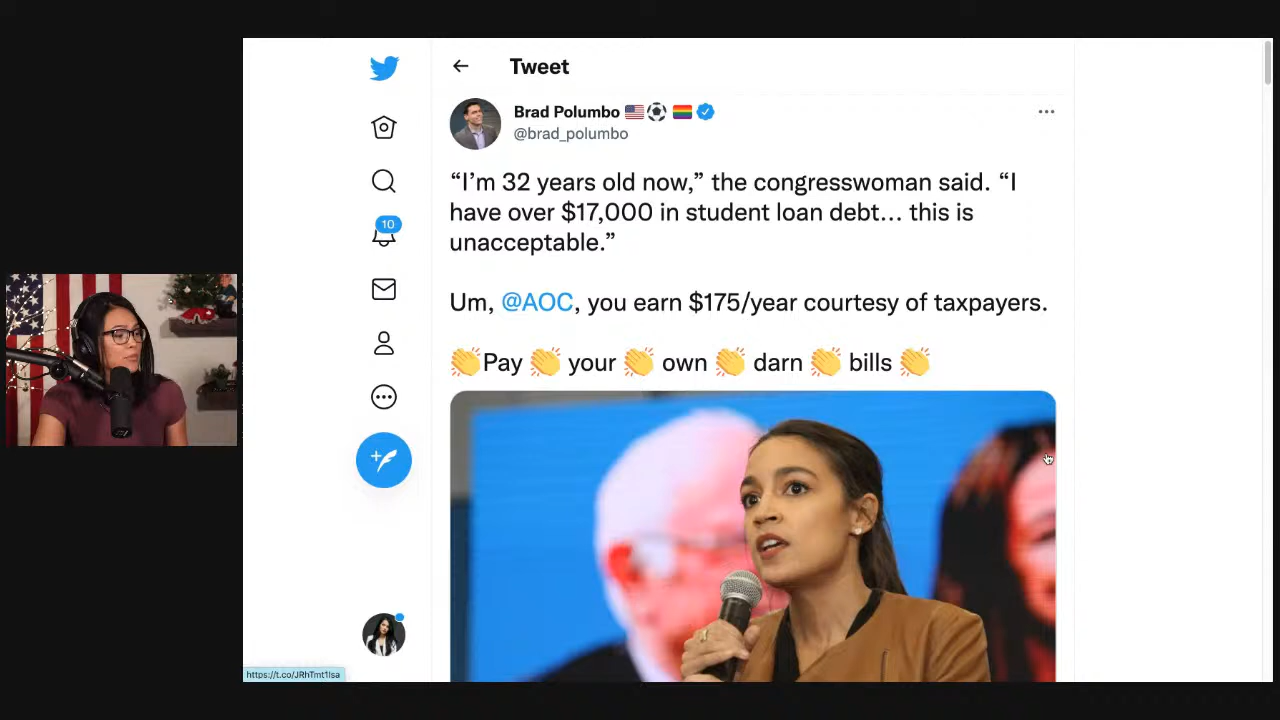 Tweet
Brad Polumbo 🇺🇸⚽🏳️‍🌈
@brad_polumbo
“I’m 32 years old now,” the congresswoman said. “I
have over $17,000 in student loan debt… this is
unacceptable.”
Um, @AOC, you earn $175/year courtesy of taxpayers.
👏Pay 👏 your 👏 own 👏 darn 👏 bills 👏
10
https://t.co/JRhTmt1lsa